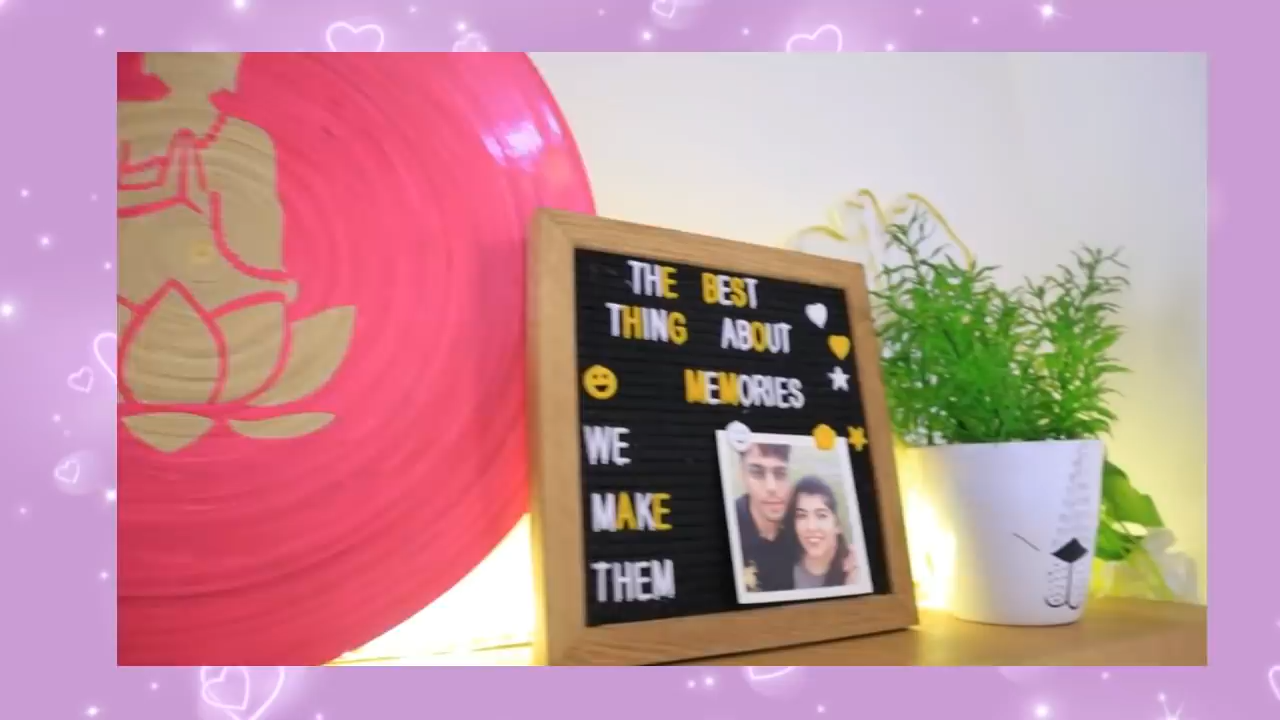 THE BEST
THING ABOUT
MEMORIES
WE
MAKE
THEM